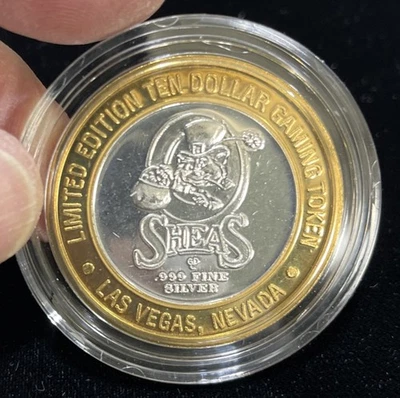 LIMITED EDITION TEN DOLLAR GAMING TOKEN
O'SHEAS
.999 FINE
SILVER
LAS VEGAS, NEVADA